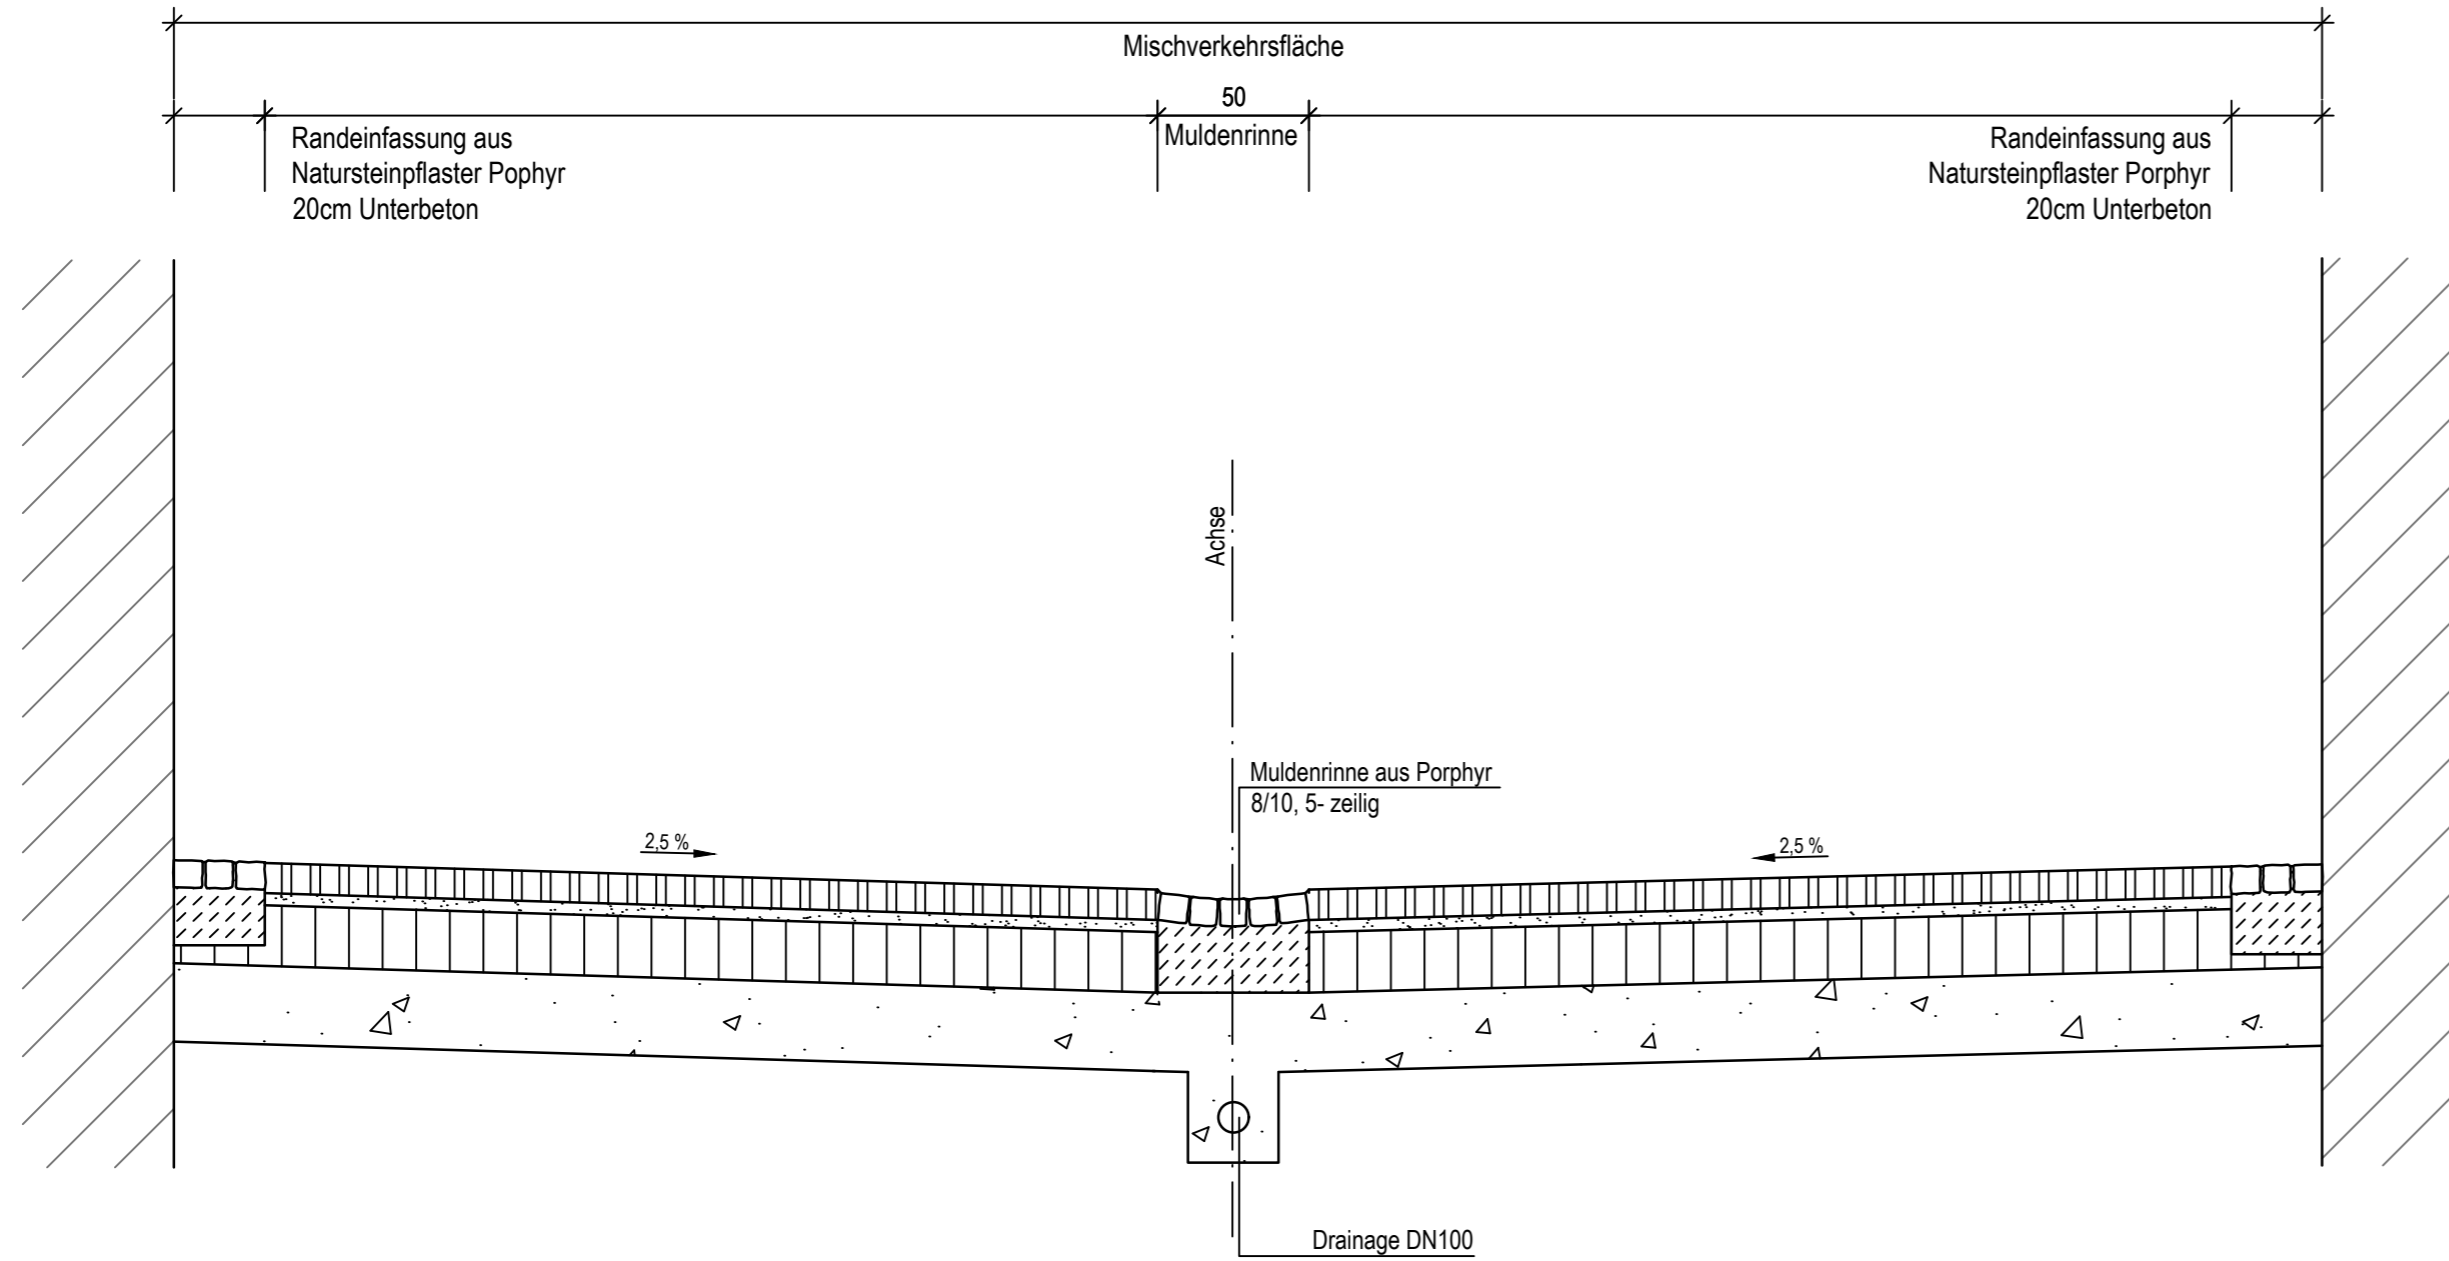 Mischverkehrsfläche
50
Muldenrinne
Randeinfassung aus
Natursteinpflaster Pophyr
20cm Unterbeton
Randeinfassung aus
Natursteinpflaster Porphyr
20cm Unterbeton
Achse
Muldenrinne aus Porphyr
8/10, 5- zeilig
2,5 %
2,5 %
Drainage DN100